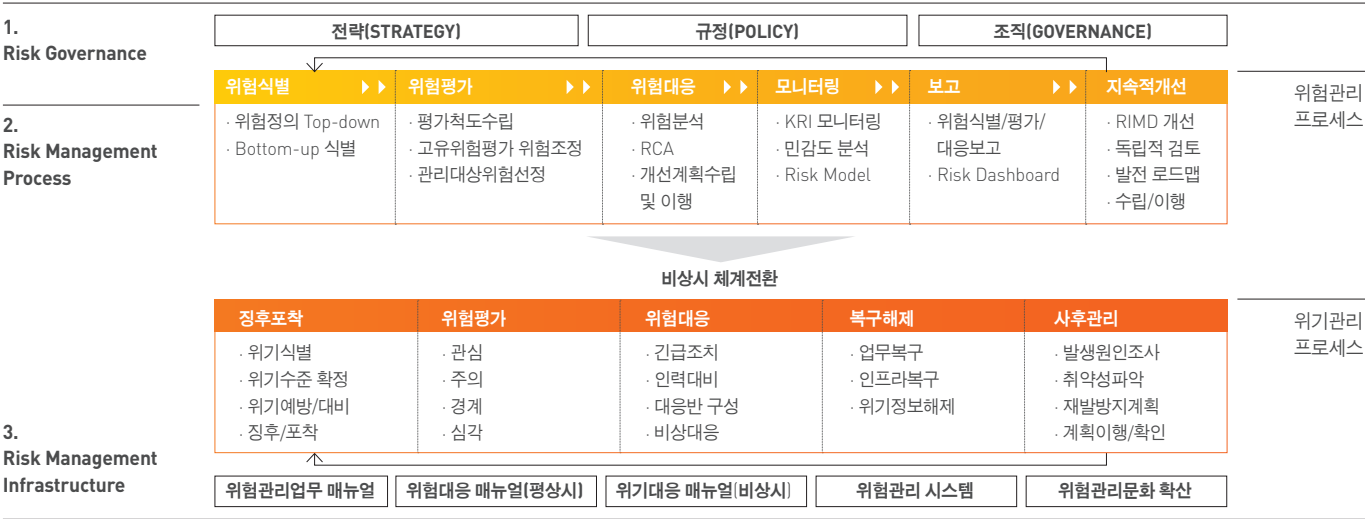 1.
Risk Governance
전략(STRATEGY)
규정(POLICY)
조직(GOVERNANCE)
2.
Risk Management
Process
위험식별
· 위험정의 Top-down
· Bottom-up 식별
위험평가
· 평가척도수립
· 고유위험평가 위험조정
· 관리대상위험선정
위험대응
· 위험분석
· RCA
· 개선계획수립
및 이행
모니터링
· KRI 모니터링
· 민감도 분석
· Risk Model
보고
· 위험식별/평가/
대응보고
· Risk Dashboard
지속적개선
· RIMD 개선
· 독립적 검토
· 발전 로드맵
· 수립/이행
위험관리
프로세스
비상시 체계전환
징후포착
· 위기식별
· 위기수준 확정
· 위기예방/대비
· 징후/포착
위험평가
· 관심
· 주의
· 경계
· 심각
위험대응
· 긴급조치
· 인력대비
· 대응반 구성
· 비상대응
복구해제
· 업무복구
· 인프라복구
· 위기정보해제
사후관리
· 발생원인조사
· 취약성파악
· 재발방지계획
· 계획이행/확인
위기관리
프로세스
3.
Risk Management
Infrastructure
위험관리업무 매뉴얼
위험대응 매뉴얼(평상시)
위기대응 매뉴얼(비상시)
위험관리 시스템
위험관리문화 확산